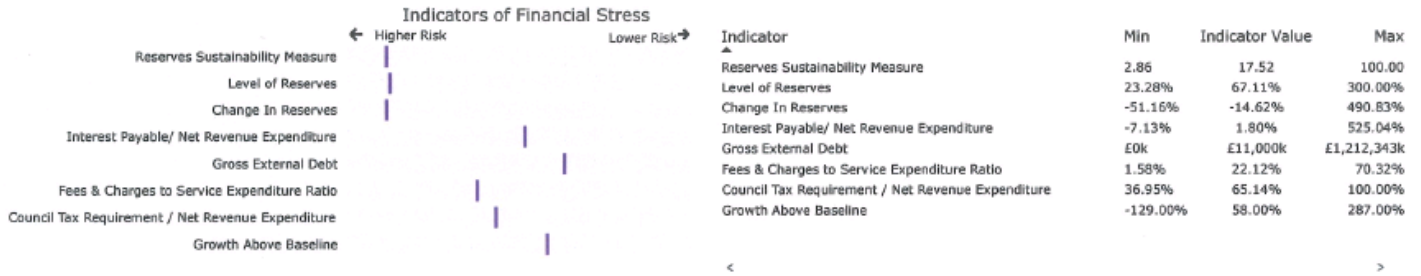 Indicators of Financial Stress
← Higher Risk Lower Risk→
Reserves Sustainability Measure
Level of Reserves
Change In Reserves
Interest Payable/ Net Revenue Expenditure
Gross External Debt
Fees & Charges to Service Expenditure Ratio
Council Tax Requirement / Net Revenue Expenditure
Growth Above Baseline
Indicator Min Indicator Value Max
Reserves Sustainability Measure 2.86 17.52 100.00
Level of Reserves 23.28% 67.11% 300.00%
Change In Reserves -51.16% -14.62% 490.83%
Interest Payable/ Net Revenue Expenditure -7.13% 1.80% 525.04%
Gross External Debt £0k £11,000k £1,212,343k
Fees & Charges to Service Expenditure Ratio 1.58% 22.12% 70.32%
Council Tax Requirement / Net Revenue Expenditure 36.95% 65.14% 100.00%
Growth Above Baseline -129.00% 58.00% 287.00%